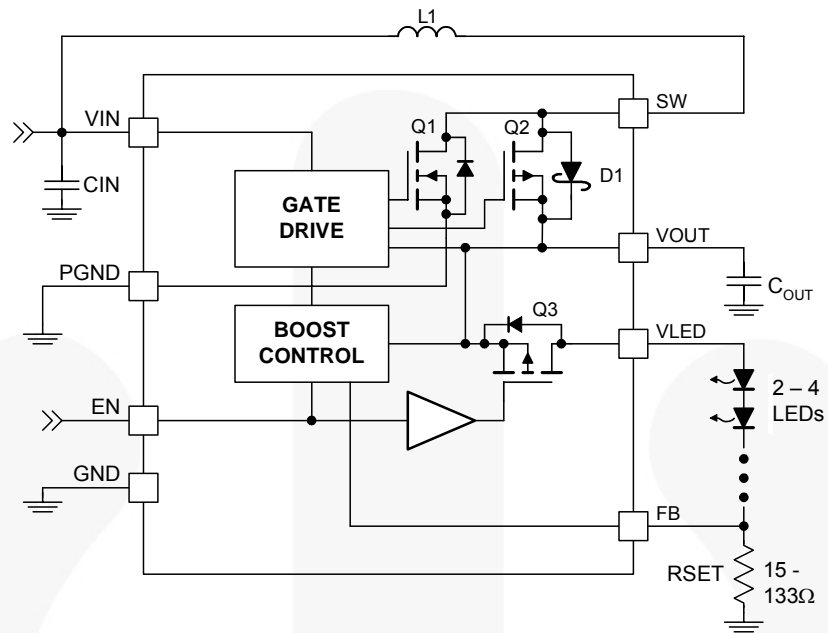 L1
SW
VIN
Q1
Q2
D1
CIN
GATE
DRIVE
VOUT
PGND
C_OUT
Q3
BOOST
CONTROL
VLED
2 – 4
LEDs
EN
GND
FB
RSET
15 -
133Ω